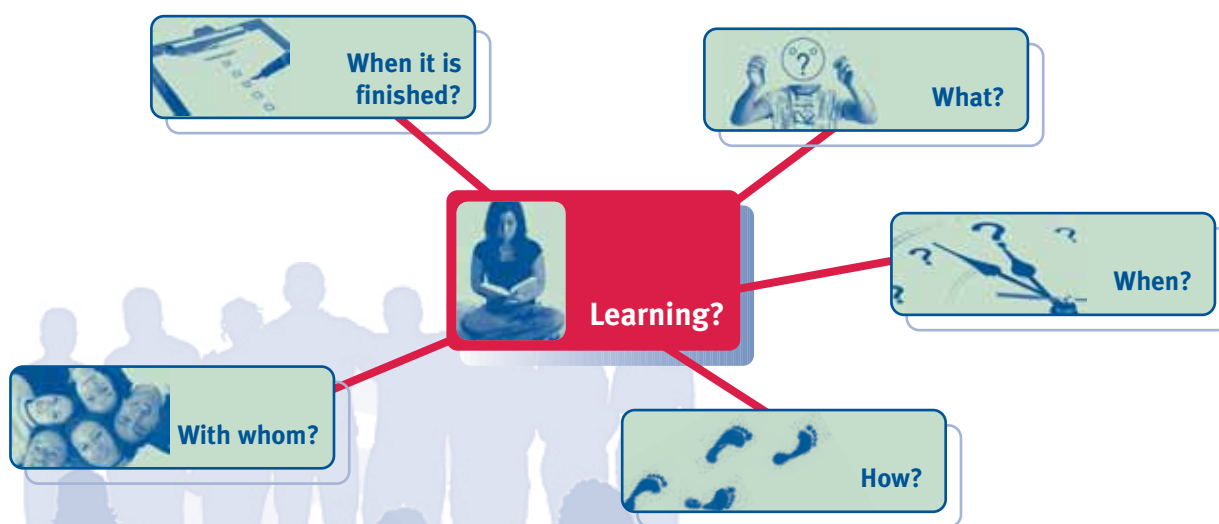 When it is
finished?
What?
Learning?
When?
With whom?
How?